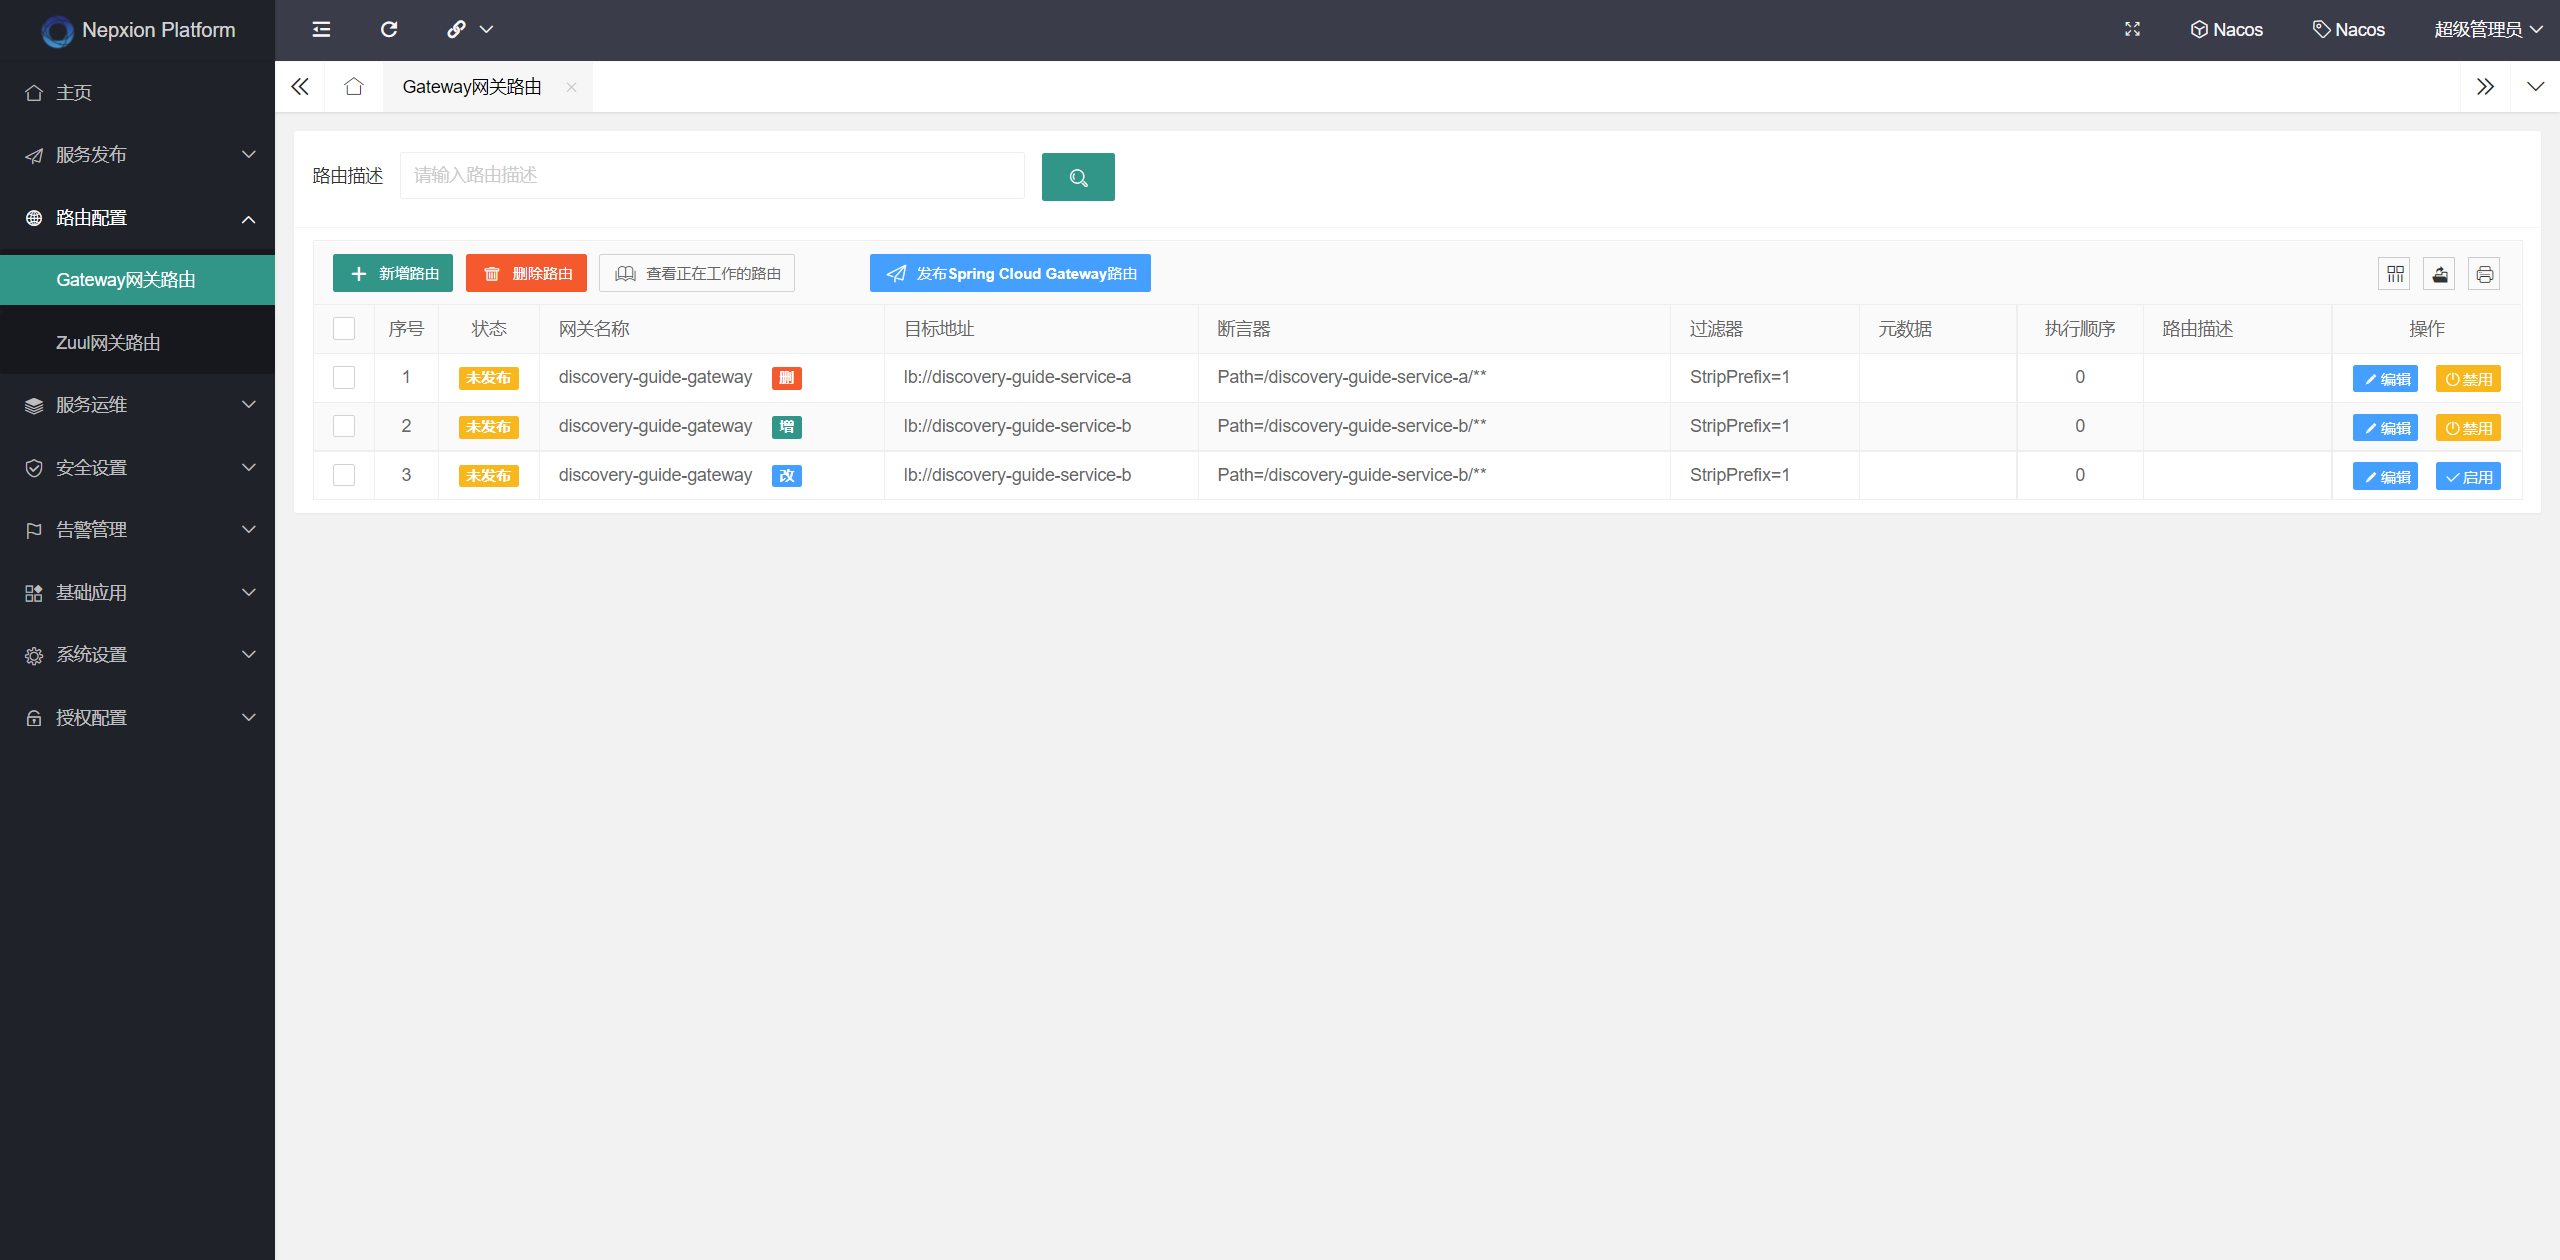 Nepxion Platform
Nacos
Nacos
超级管理员
主页
服务发布
路由配置
Gateway网关路由
Zuul网关路由
服务运维
安全设置
告警管理
基础应用
系统设置
授权配置
Gateway网关路由
路由描述 请输入路由描述
新增路由 删除路由 查看正在工作的路由 发布Spring Cloud Gateway路由
序号 状态 网关名称 目标地址 断言器 过滤器 元数据 执行顺序 路由描述 操作
1 未发布 discovery-guide-gateway 删 lb://discovery-guide-service-a Path=/discovery-guide-service-a/** StripPrefix=1 0 编辑 禁用
2 未发布 discovery-guide-gateway 增 lb://discovery-guide-service-b Path=/discovery-guide-service-b/** StripPrefix=1 0 编辑 禁用
3 未发布 discovery-guide-gateway 改 lb://discovery-guide-service-b Path=/discovery-guide-service-b/** StripPrefix=1 0 编辑 启用